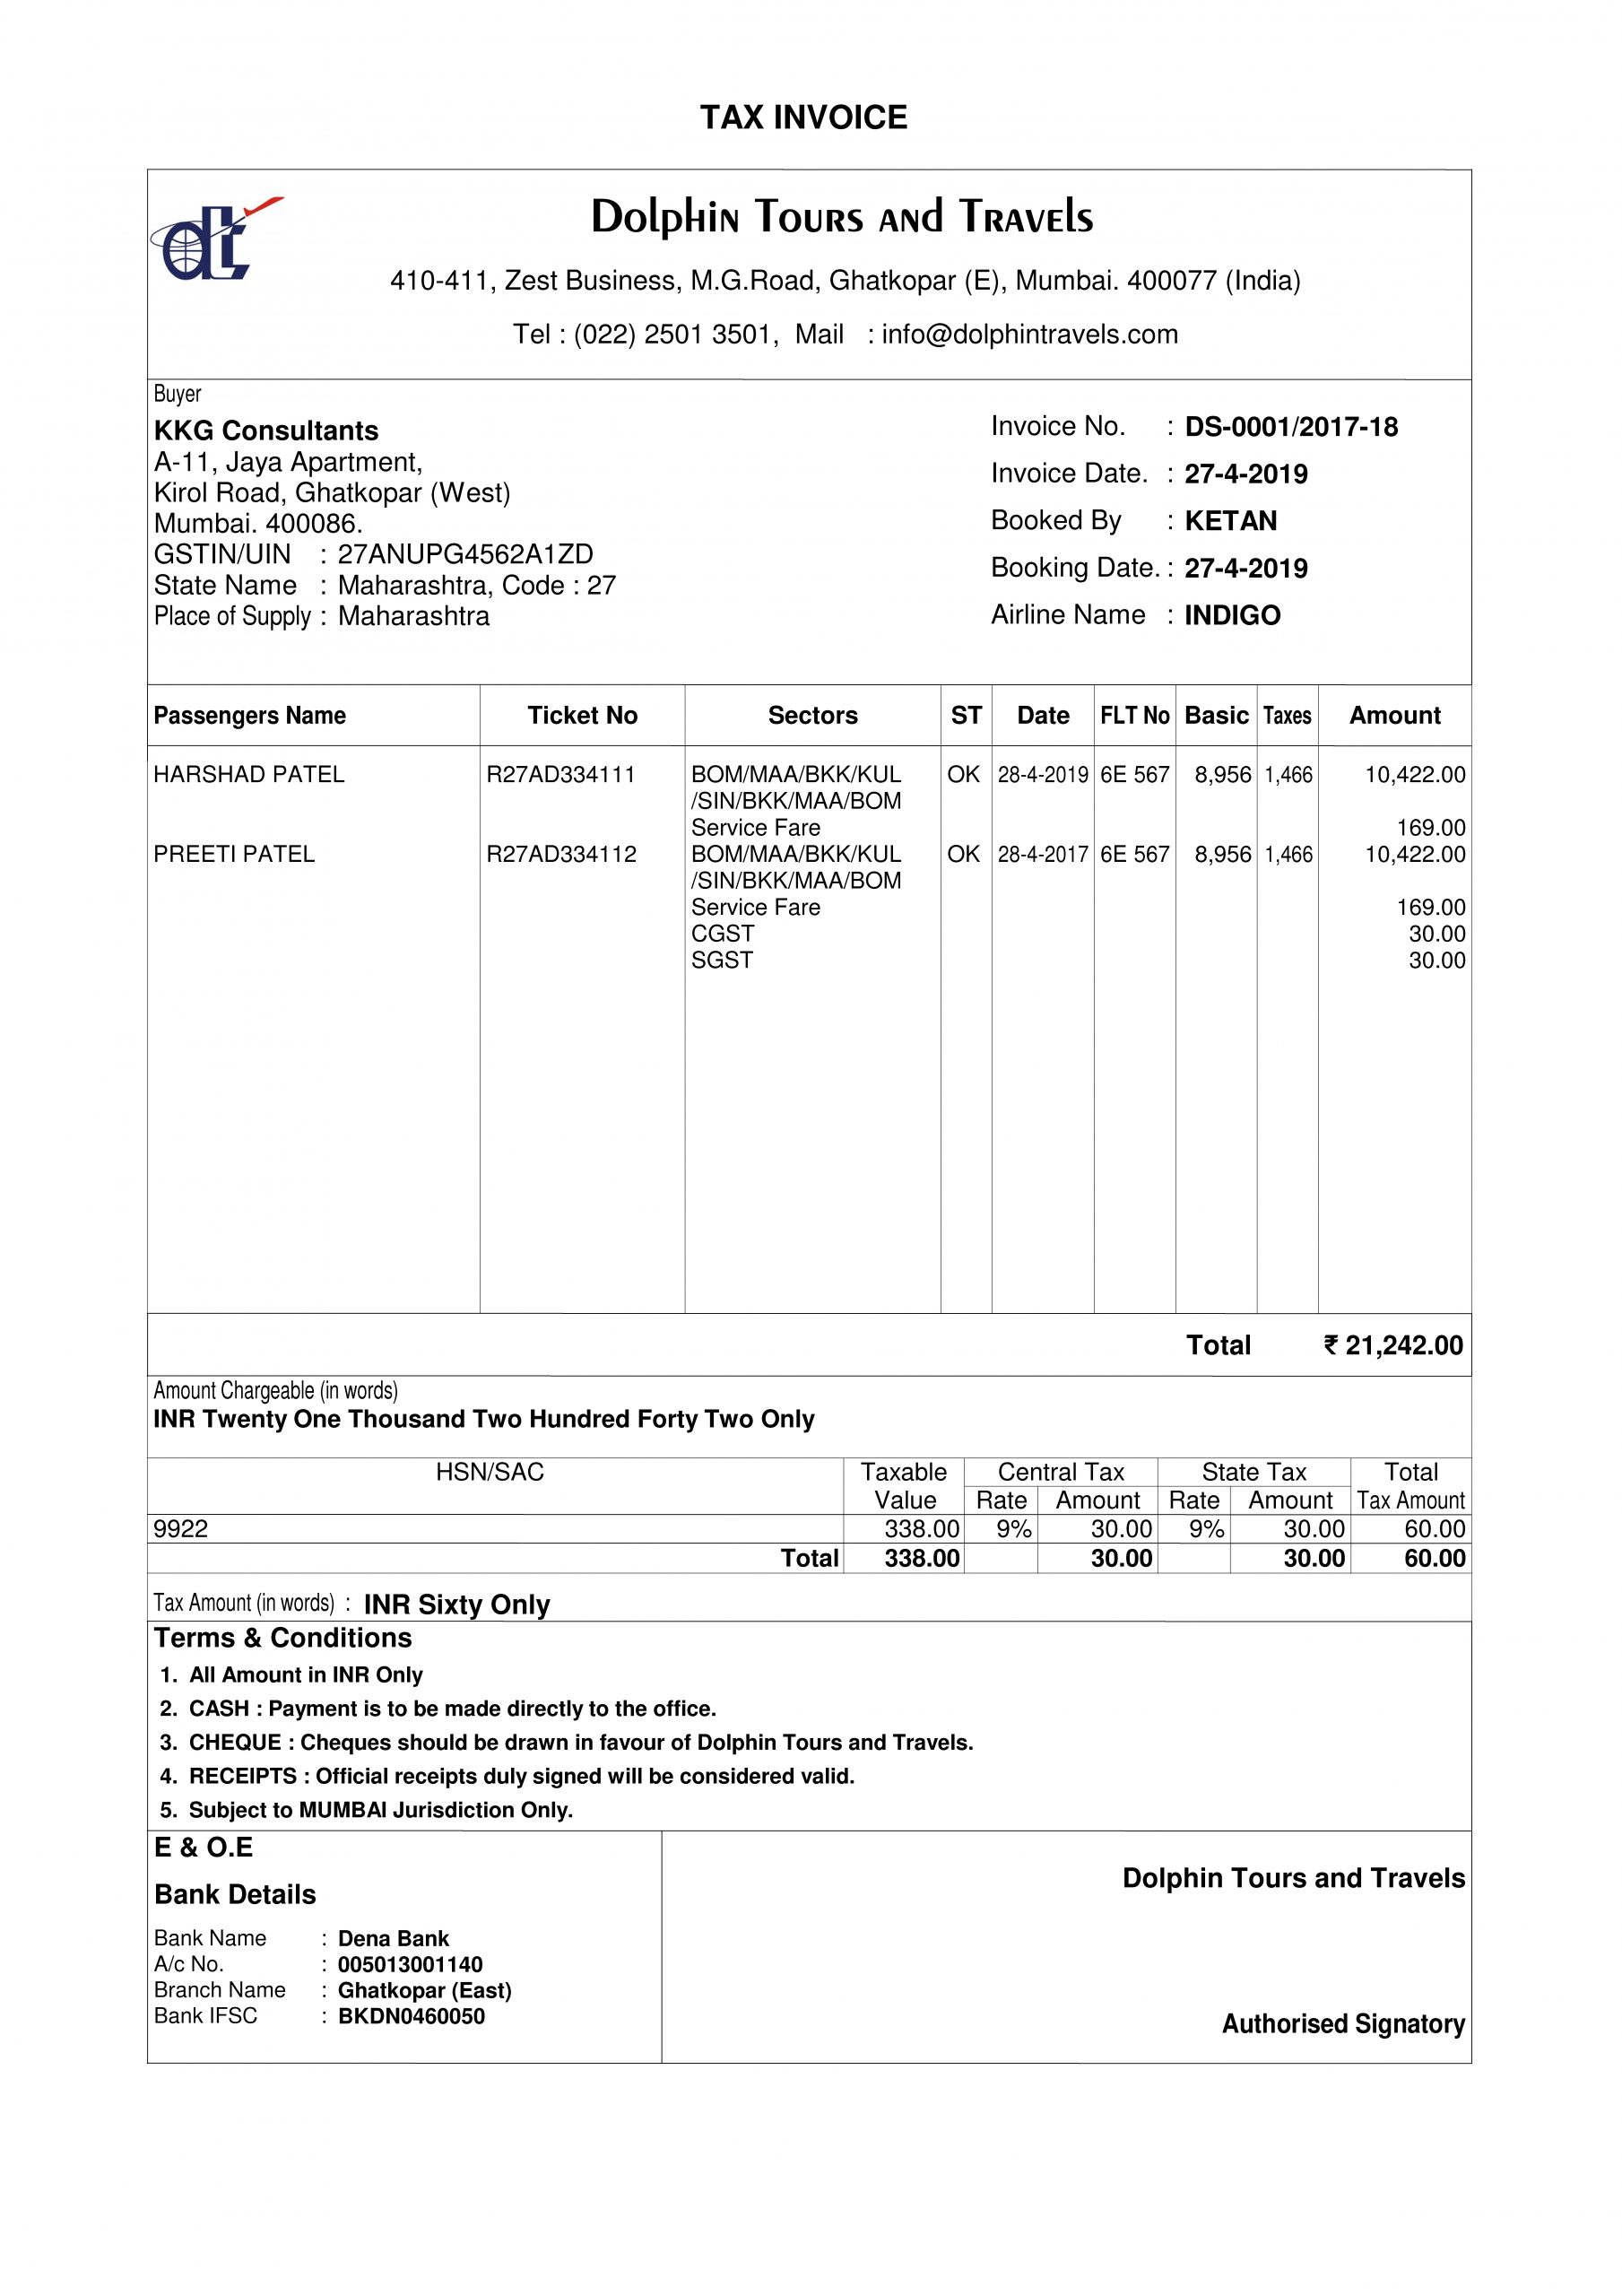 TAX INVOICE
dt
Dolphin Tours and Travels
410-411, Zest Business, M.G.Road, Ghatkopar (E), Mumbai. 400077 (India)
Tel : (022) 2501 3501, Mail : info@dolphintravels.com
Buyer
KKG Consultants
A-11, Jaya Apartment,
Kirol Road, Ghatkopar (West)
Mumbai. 400086.
GSTIN/UIN : 27ANUPG4562A1ZD
State Name : Maharashtra, Code : 27
Place of Supply : Maharashtra
Invoice No. : DS-0001/2017-18
Invoice Date. : 27-4-2019
Booked By : KETAN
Booking Date. : 27-4-2019
Airline Name : INDIGO
Passengers Name Ticket No Sectors ST Date FLT No Basic Taxes Amount
HARSHAD PATEL R27AD334111 BOM/MAA/BKK/KUL OK 28-4-2019 6E 567 8,956 1,466 10,422.00
/SIN/BKK/MAA/BOM
Service Fare 169.00
PREETI PATEL R27AD334112 BOM/MAA/BKK/KUL OK 28-4-2017 6E 567 8,956 1,466 10,422.00
/SIN/BKK/MAA/BOM
Service Fare 169.00
CGST 30.00
SGST 30.00
Total ₹ 21,242.00
Amount Chargeable (in words)
INR Twenty One Thousand Two Hundred Forty Two Only
HSN/SAC Taxable Central Tax State Tax Total
Value Rate Amount Rate Amount Tax Amount
9922 338.00 9% 30.00 9% 30.00 60.00
Total 338.00 30.00 30.00 60.00
Tax Amount (in words) : INR Sixty Only
Terms & Conditions
1. All Amount in INR Only
2. CASH : Payment is to be made directly to the office.
3. CHEQUE : Cheques should be drawn in favour of Dolphin Tours and Travels.
4. RECEIPTS : Official receipts duly signed will be considered valid.
5. Subject to MUMBAI Jurisdiction Only.
E & O.E
Bank Details
Bank Name : Dena Bank
A/c No. : 005013001140
Branch Name : Ghatkopar (East)
Bank IFSC : BKDN0460050
Dolphin Tours and Travels
Authorised Signatory